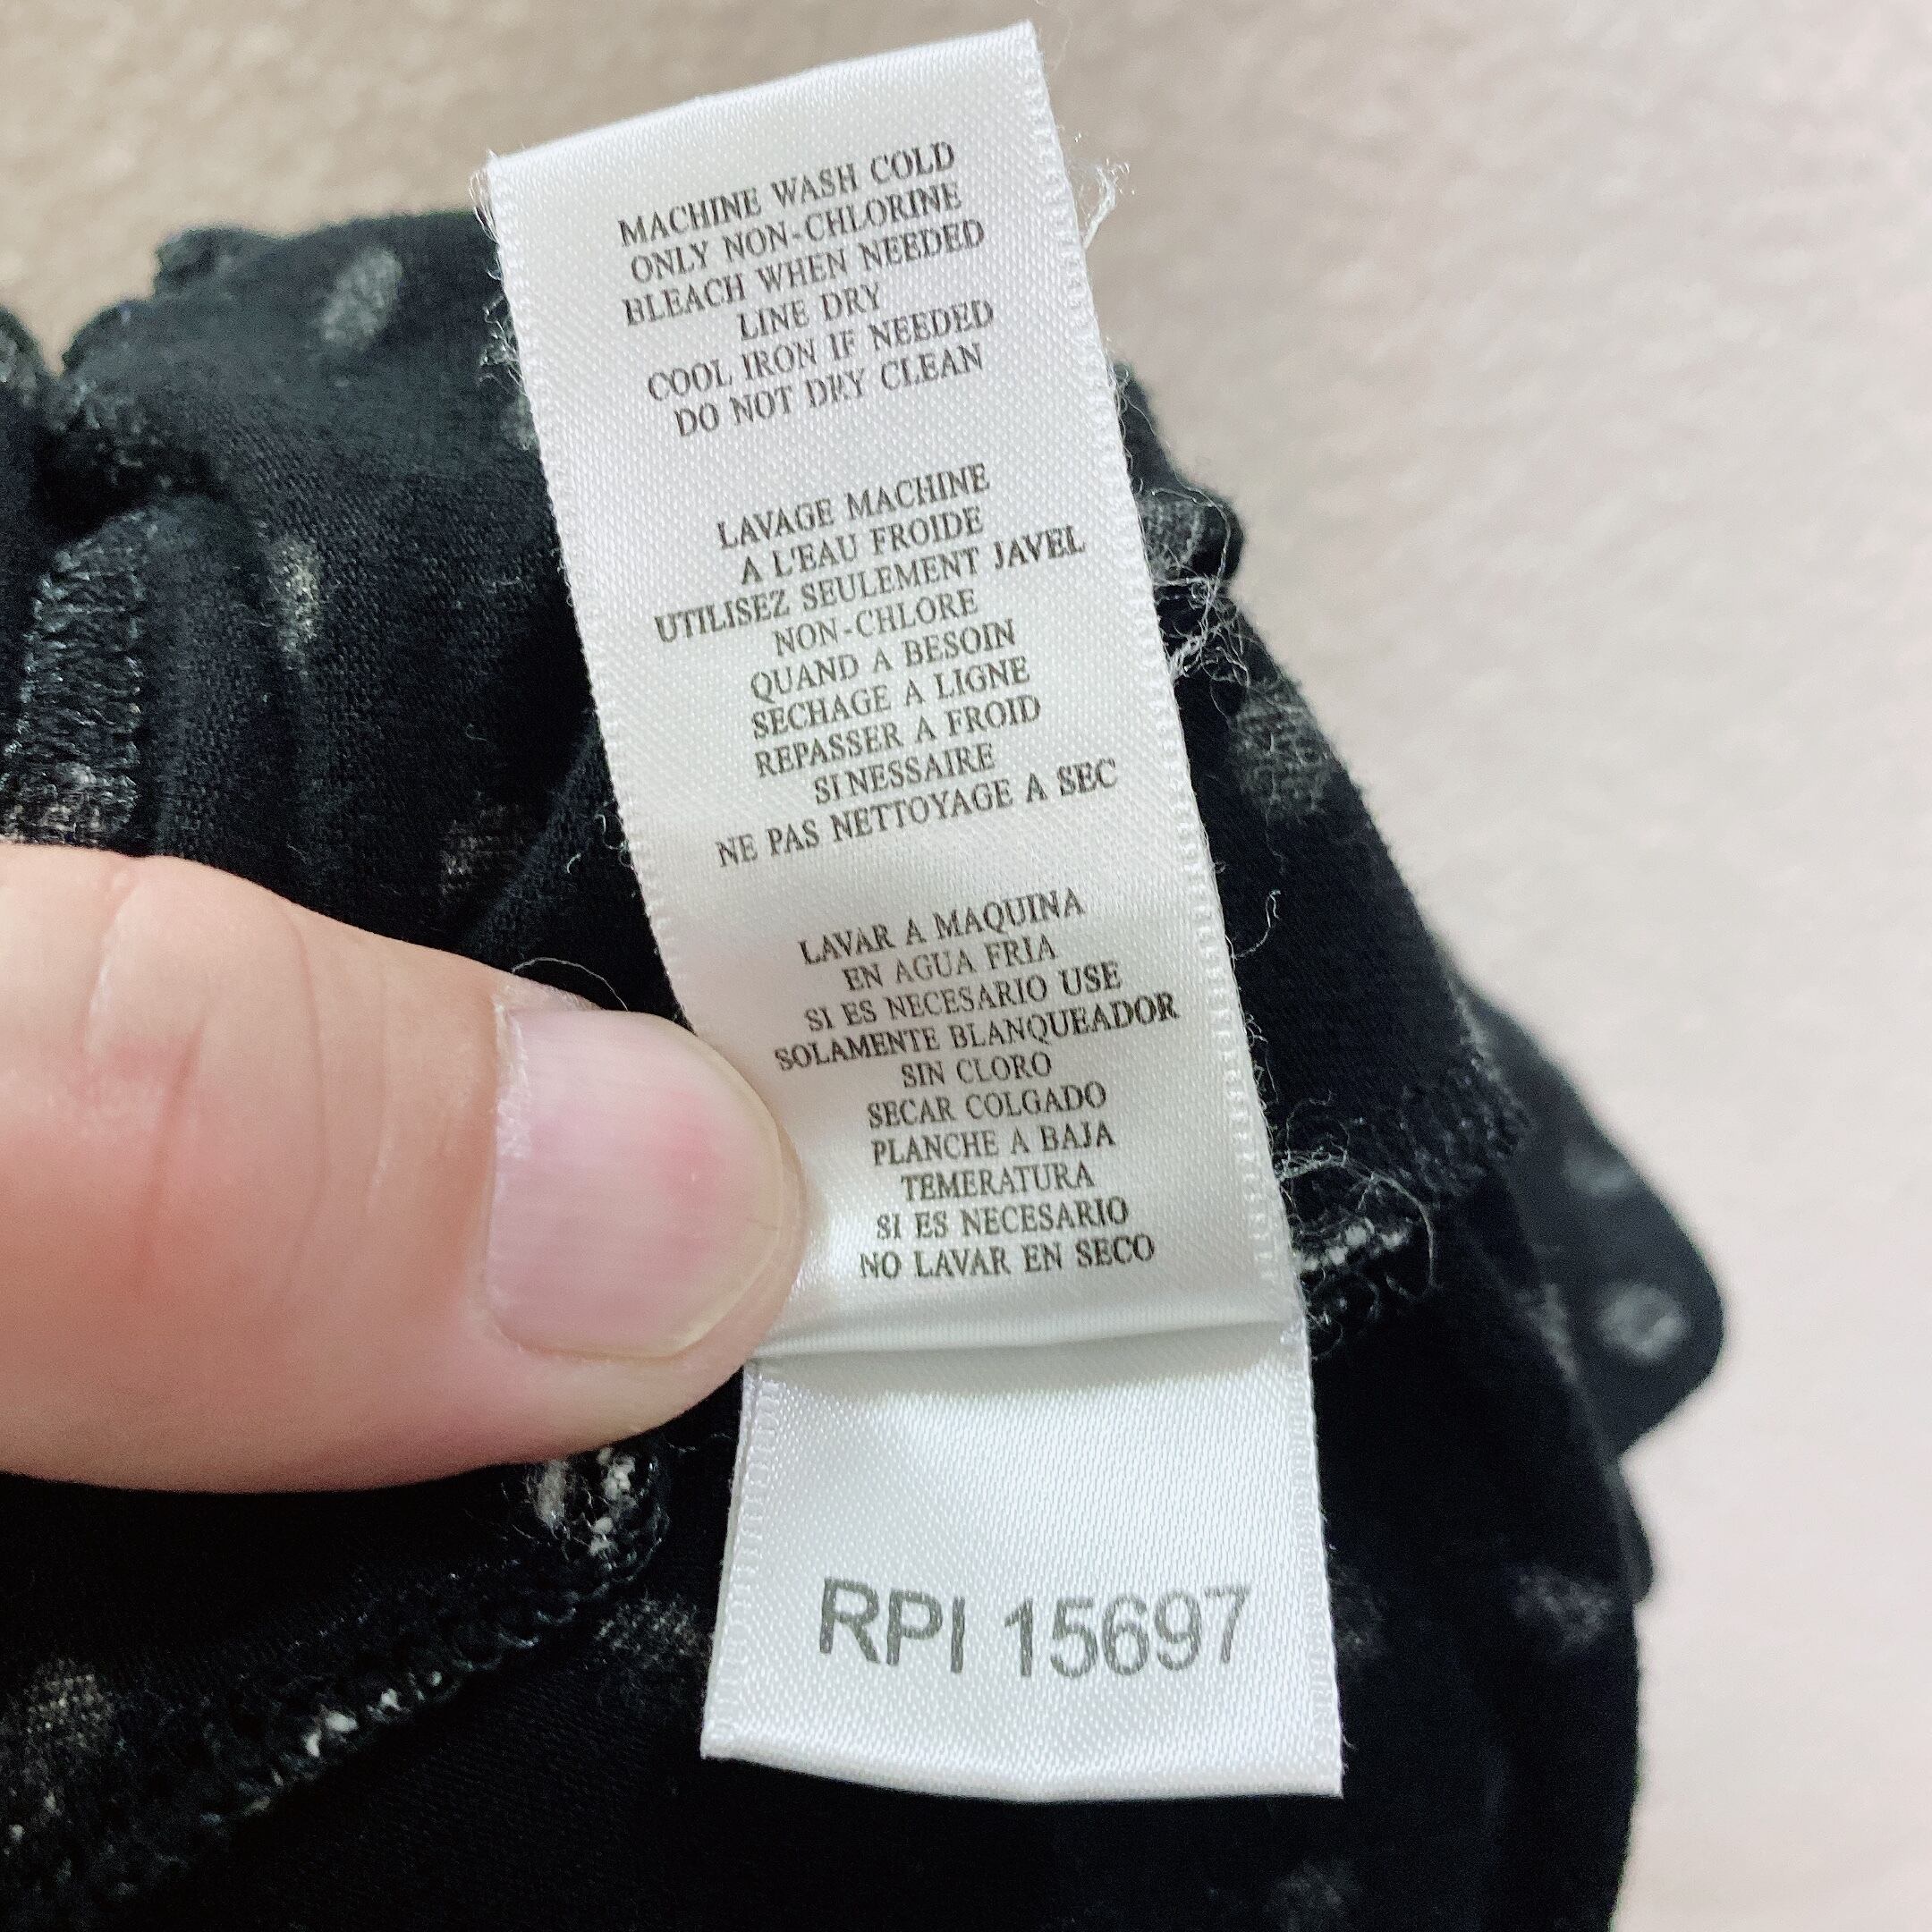 MACHINE WASH COLD
ONLY NON-CHLORINE
BLEACH WHEN NEEDED
LINE DRY
COOL IRON IF NEEDED
DO NOT DRY CLEAN
LAVAGE MACHINE
A L'EAU FROIDE
UTILISEZ SEULEMENT JAVEL
NON-CHLORE
QUAND A BESOIN
SECHAGE A LIGNE
REPASSER A FROID
SI NESSAIRE
NE PAS NETTOYAGE A SEC
LAVAR A MAQUINA
EN AGUA FRIA
SI ES NECESARIO USE
SOLAMENTE BLANQUEADOR
SIN CLORO
SECAR COLGADO
PLANCHE A BAJA
TEMERATURA
SI ES NECESARIO
NO LAVAR EN SECO
RPI 15697